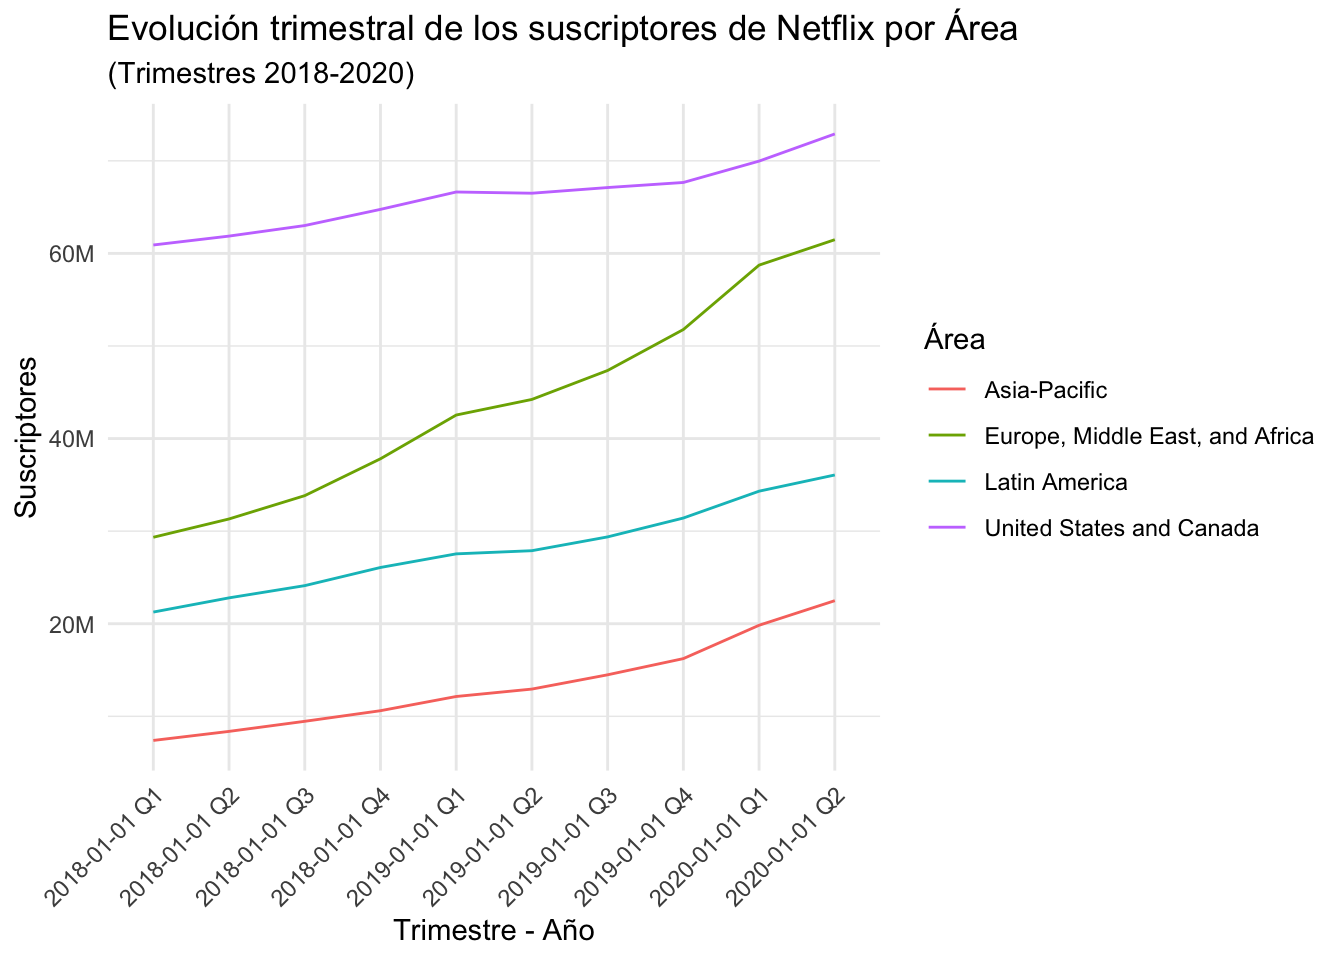 Evolución trimestral de los suscriptores de Netflix por Área
(Trimestres 2018-2020)
Suscriptores
60M
40M
20M
2018-01-01 Q1
2018-01-01 Q2
2018-01-01 Q3
2018-01-01 Q4
2019-01-01 Q1
2019-01-01 Q2
2019-01-01 Q3
2019-01-01 Q4
2020-01-01 Q1
2020-01-01 Q2
Trimestre - Año
Área
Asia-Pacific
Europe, Middle East, and Africa
Latin America
United States and Canada